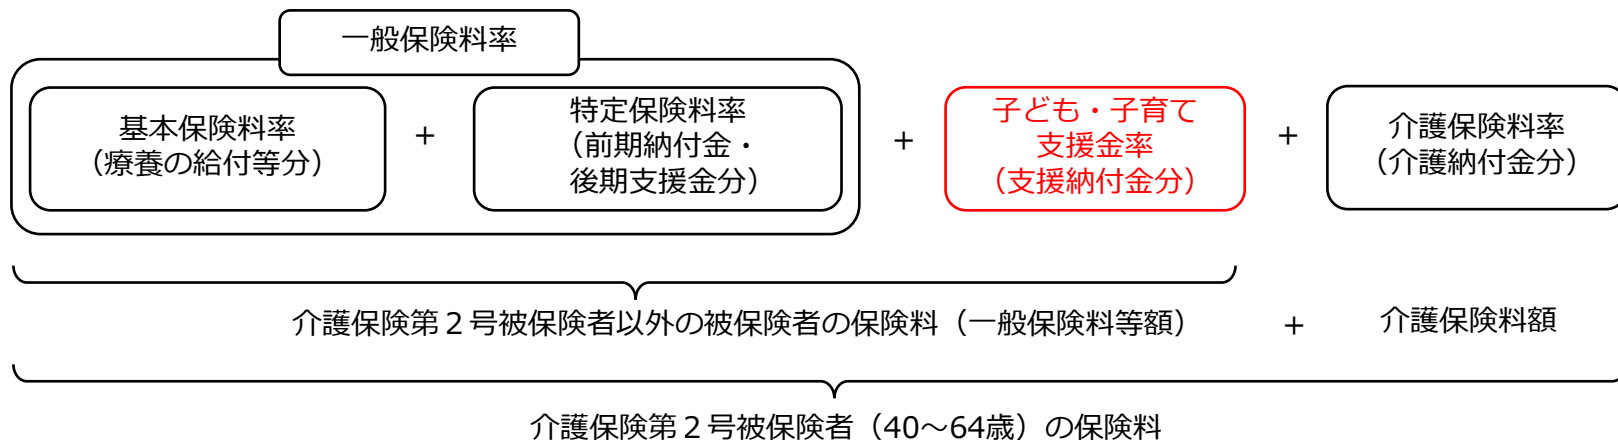 一般保険料率
基本保険料率
（療養の給付等分）
＋
特定保険料率
（前期納付金・
後期支援金分）
＋
子ども・子育て
支援金率
（支援納付金分）
＋
介護保険料率
（介護納付金分）
介護保険第２号被保険者以外の被保険者の保険料（一般保険料等額）
＋
介護保険料額
介護保険第２号被保険者（40～64歳）の保険料